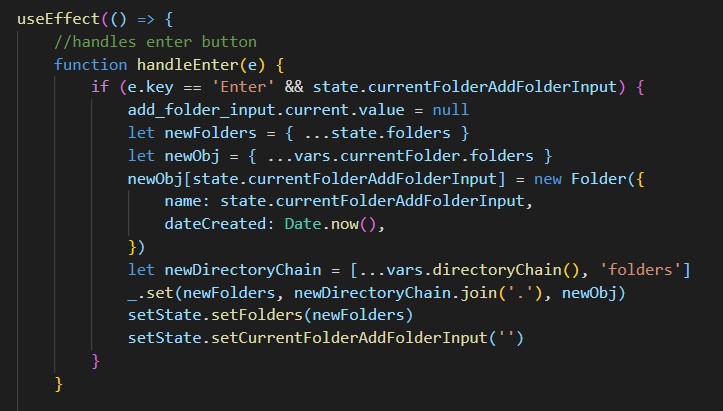 useEffect(() => {
//handles enter button
function handleEnter(e) {
if (e.key == 'Enter' && state.currentFolderAddFolderInput) {
add_folder_input.current.value = null
let newFolders = { ...state.folders }
let newObj = { ...vars.currentFolder.folders }
newObj[state.currentFolderAddFolderInput] = new Folder({
name: state.currentFolderAddFolderInput,
dateCreated: Date.now(),
})
let newDirectoryChain = [...vars.directoryChain(), 'folders']
_.set(newFolders, newDirectoryChain.join('.'), newObj)
setState.setFolders(newFolders)
setState.setCurrentFolderAddFolderInput('')
}
}